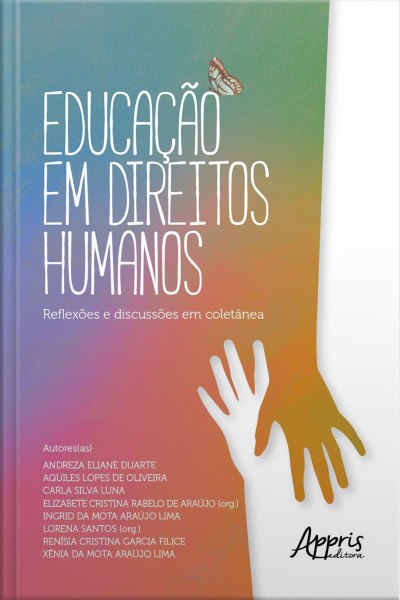 EDUCAÇÃO
EM DIREITOS
HUMANOS
Reflexões e discussões em coletânea
Autores(as)
ANDREZA ELIANE DUARTE
AQUILES LOPES DE OLIVEIRA
CARLA SILVA LUNA
ELIZABETE CRISTINA RABELO DE ARAÚJO (org.)
INGRID DA MOTA ARAÚJO LIMA
LORENA SANTOS (org.)
RENÍSIA CRISTINA GARCIA FILICE
XÊNIA DA MOTA ARAÚJO LIMA
Appris
editora